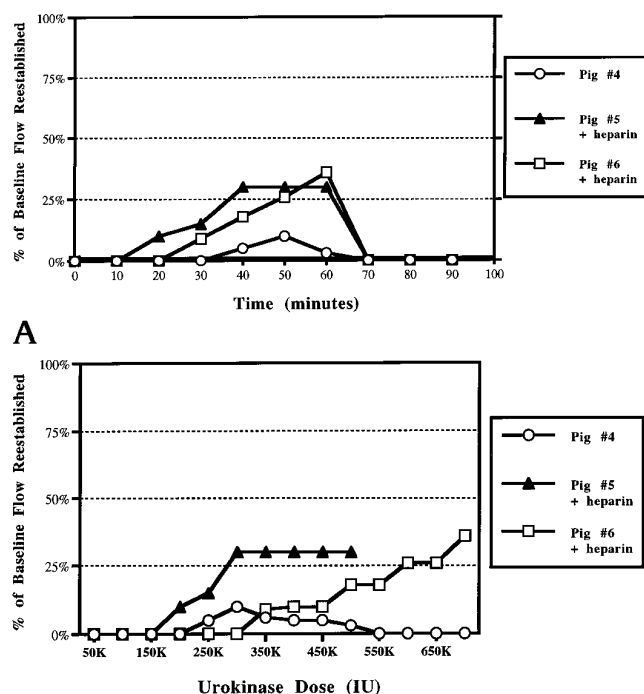 % of Baseline Flow Reestablished
100%
75%
50%
25%
0%
0 10 20 30 40 50 60 70 80 90 100
Time (minutes)
Pig #4
Pig #5
+ heparin
Pig #6
+ heparin
A
% of Baseline Flow Reestablished
100%
75%
50%
25%
0%
50K 150K 250K 350K 450K 550K 650K
Urokinase Dose (IU)
Pig #4
Pig #5
+ heparin
Pig #6
+ heparin